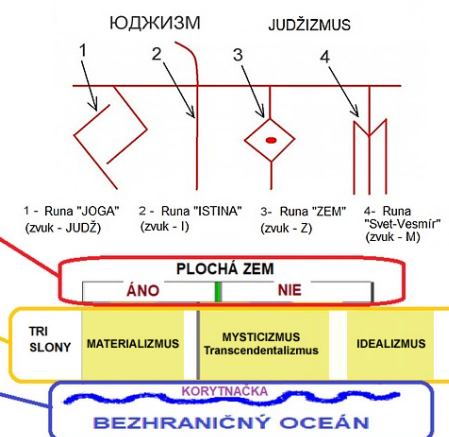 ЮДЖИЗМ JUDŽIZMUS
1 2 3 4
1 - Runa "JOGA" 2 - Runa "ISTINA" 3- Runa "ZEM" 4- Runa
(zvuk - JUDŽ) (zvuk - I) (zvuk - Z) "Svet-Vesmír"
(zvuk - M)
PLOCHÁ ZEM
ÁNO NIE
TRI
SLONY
MATERIALIZMUS
MYSTICIZMUS
Transcendentalizmus
IDEALIZMUS
KORYTNAČKA
BEZHRANIČNÝ OCEÁN